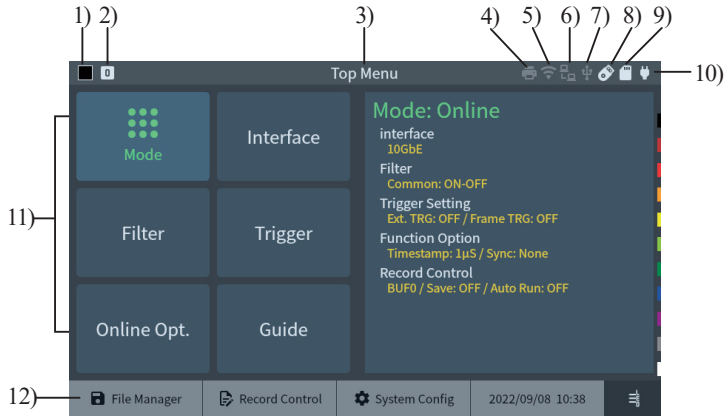 1) 2) 3) 4) 5) 6) 7) 8) 9)
0 Top Menu 10)
11)
Mode
Interface
Filter
Trigger
Online Opt.
Guide
Mode: Online
interface
10GbE
Filter
Common: ON-OFF
Trigger Setting
Ext. TRG: OFF / Frame TRG: OFF
Function Option
Timestamp: 1µS / Sync: None
Record Control
BUF0 / Save: OFF / Auto Run: OFF
12) File Manager Record Control System Config 2022/09/08 10:38